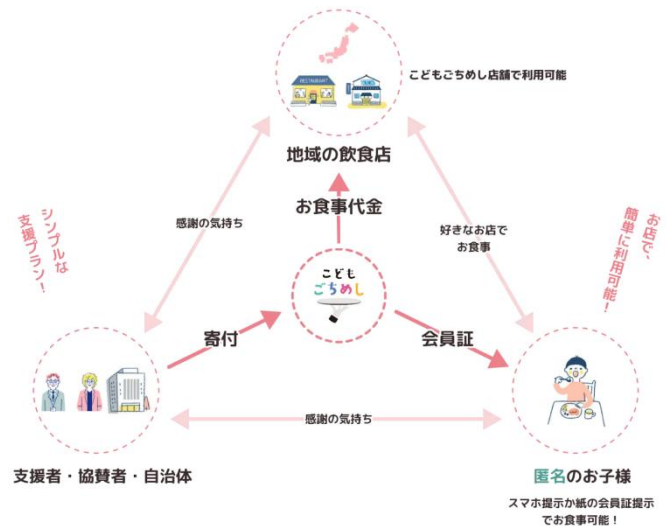 RESTAURANT
こどもごちめし店舗で利用可能
地域の飲食店
お食事代金
感謝の気持ち
好きなお店で
お食事
シンプルな
支援プラン！
お店で、
簡単に利用可能！
こども
ごちめし
寄付
会員証
感謝の気持ち
支援者・協賛者・自治体
匿名のお子様
スマホ提示か紙の会員証提示
でお食事可能！